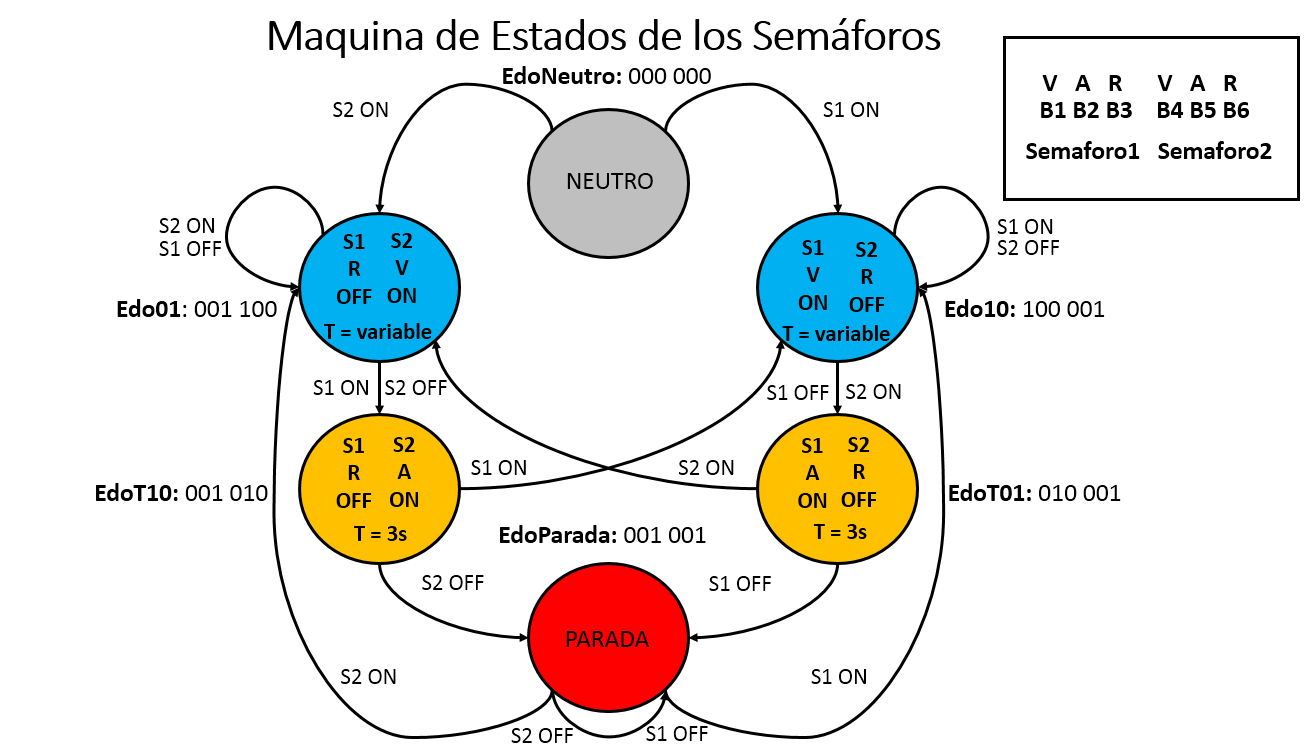 Maquina de Estados de los Semáforos
EdoNeutro: 000 000
V A R V A R
B1 B2 B3 B4 B5 B6
Semaforo1 Semaforo2
S2 ON
S1 ON
NEUTRO
S2 ON
S1 OFF
S1 S2
R V
OFF ON
T = variable
S1 S2
V R
ON OFF
T = variable
S1 ON
S2 OFF
Edo01: 001 100
Edo10: 100 001
S1 ON S2 OFF
S1 OFF S2 ON
S1 S2
R A
OFF ON
T = 3s
S1 ON
S2 ON
S1 S2
A R
ON OFF
T = 3s
EdoT10: 001 010
EdoT01: 010 001
EdoParada: 001 001
S2 OFF
S1 OFF
PARADA
S2 ON
S1 ON
S2 OFF
S1 OFF